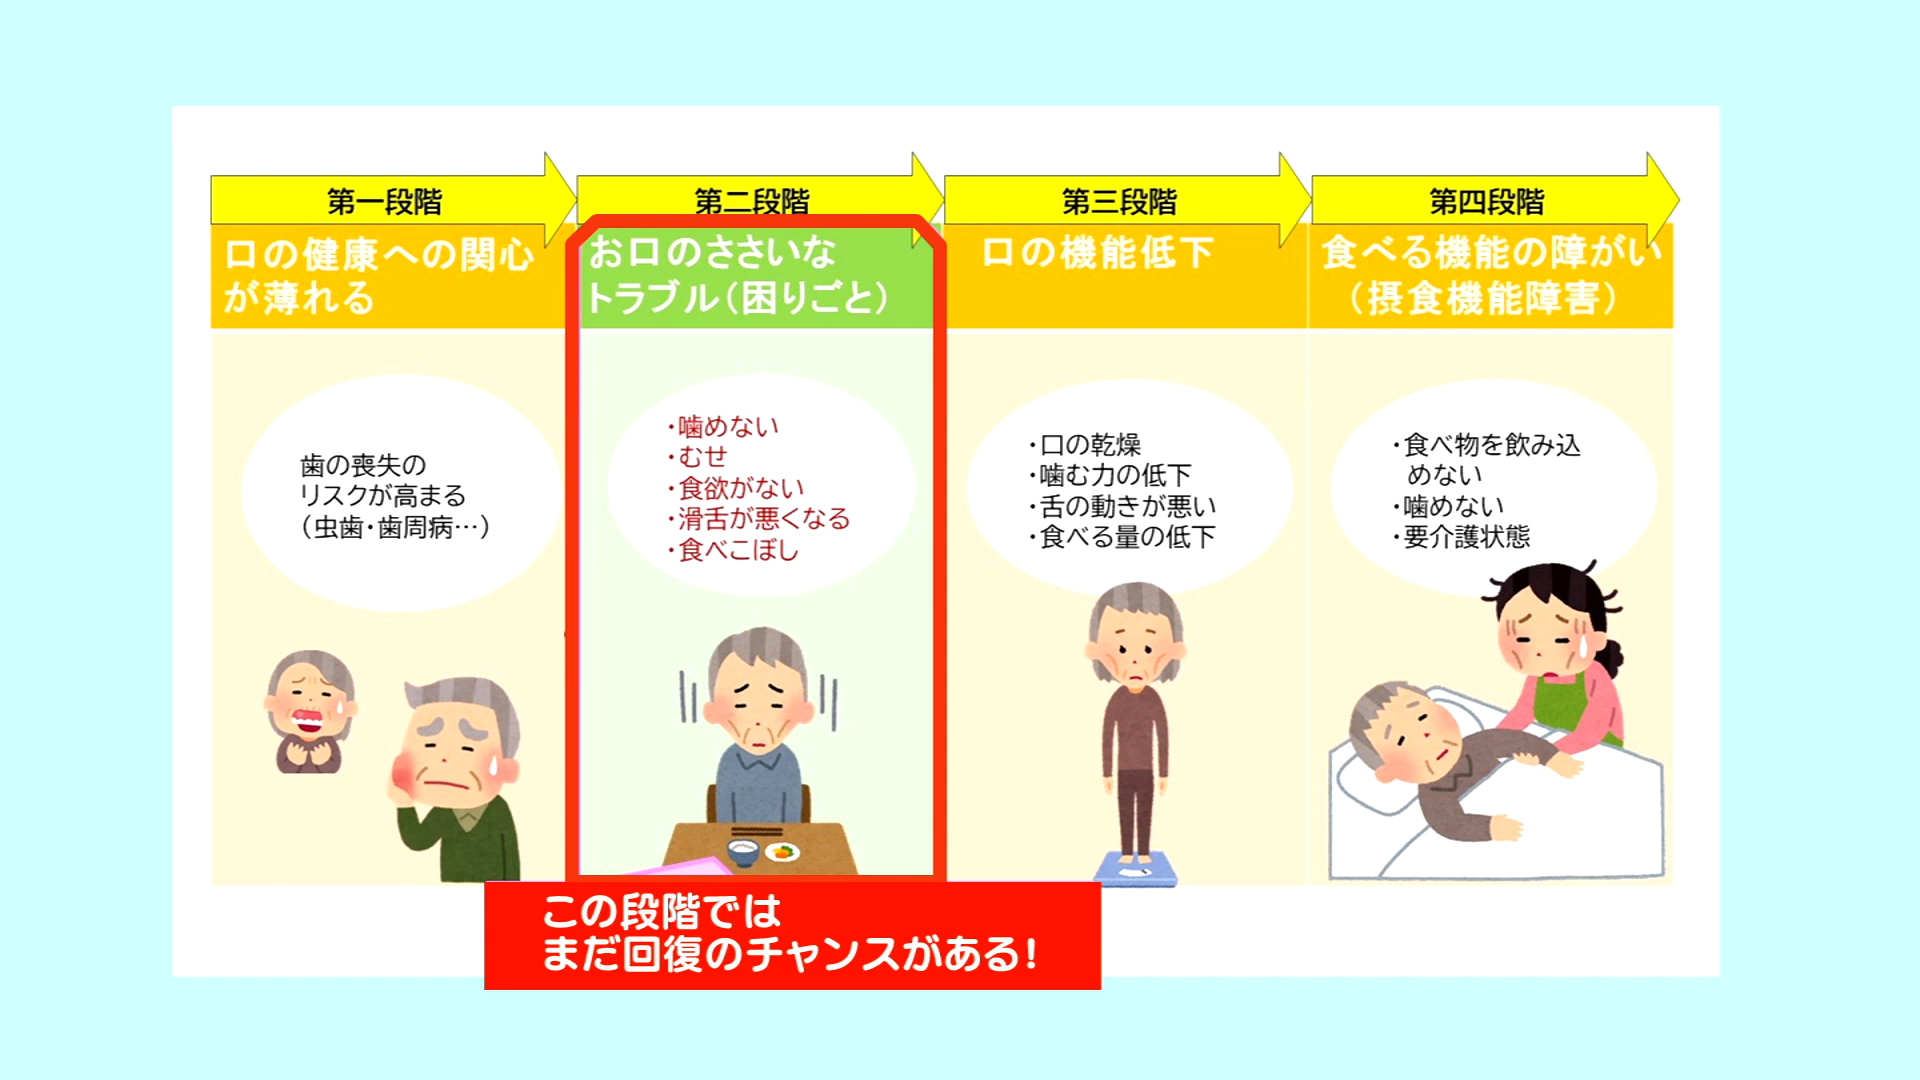 第一段階
口の健康への関心
が薄れる
歯の喪失の
リスクが高まる
（虫歯・歯周病…）
第二段階
お口のささいな
トラブル（困りごと）
・噛めない
・むせ
・食欲がない
・滑舌が悪くなる
・食べこぼし
第三段階
口の機能低下
・口の乾燥
・噛む力の低下
・舌の動きが悪い
・食べる量の低下
第四段階
食べる機能の障がい
（摂食機能障害）
・食べ物を飲み込
めない
・噛めない
・要介護状態
この段階では
まだ回復のチャンスがある！